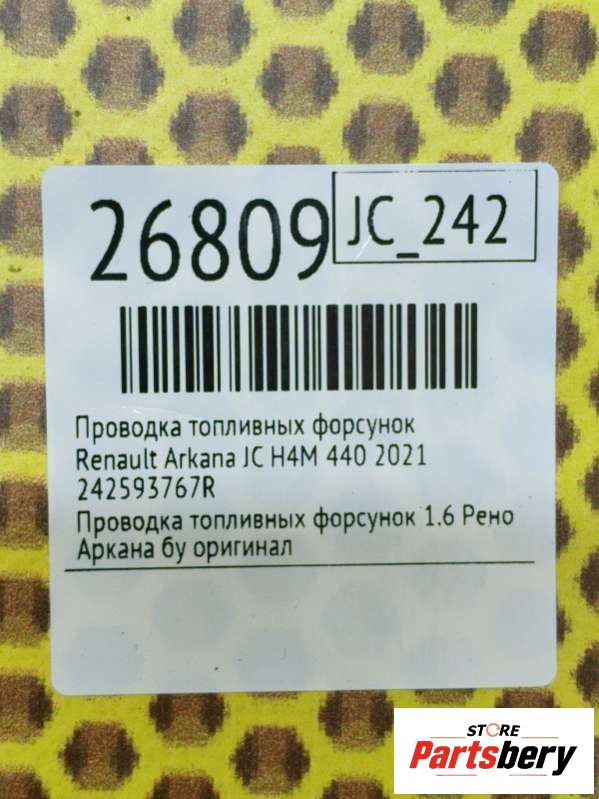 26809 JC_242
Проводка топливных форсунок
Renault Arkana JC H4M 440 2021
242593767R
Проводка топливных форсунок 1.6 Рено
Аркана бу оригинал
STORE
Partsbery